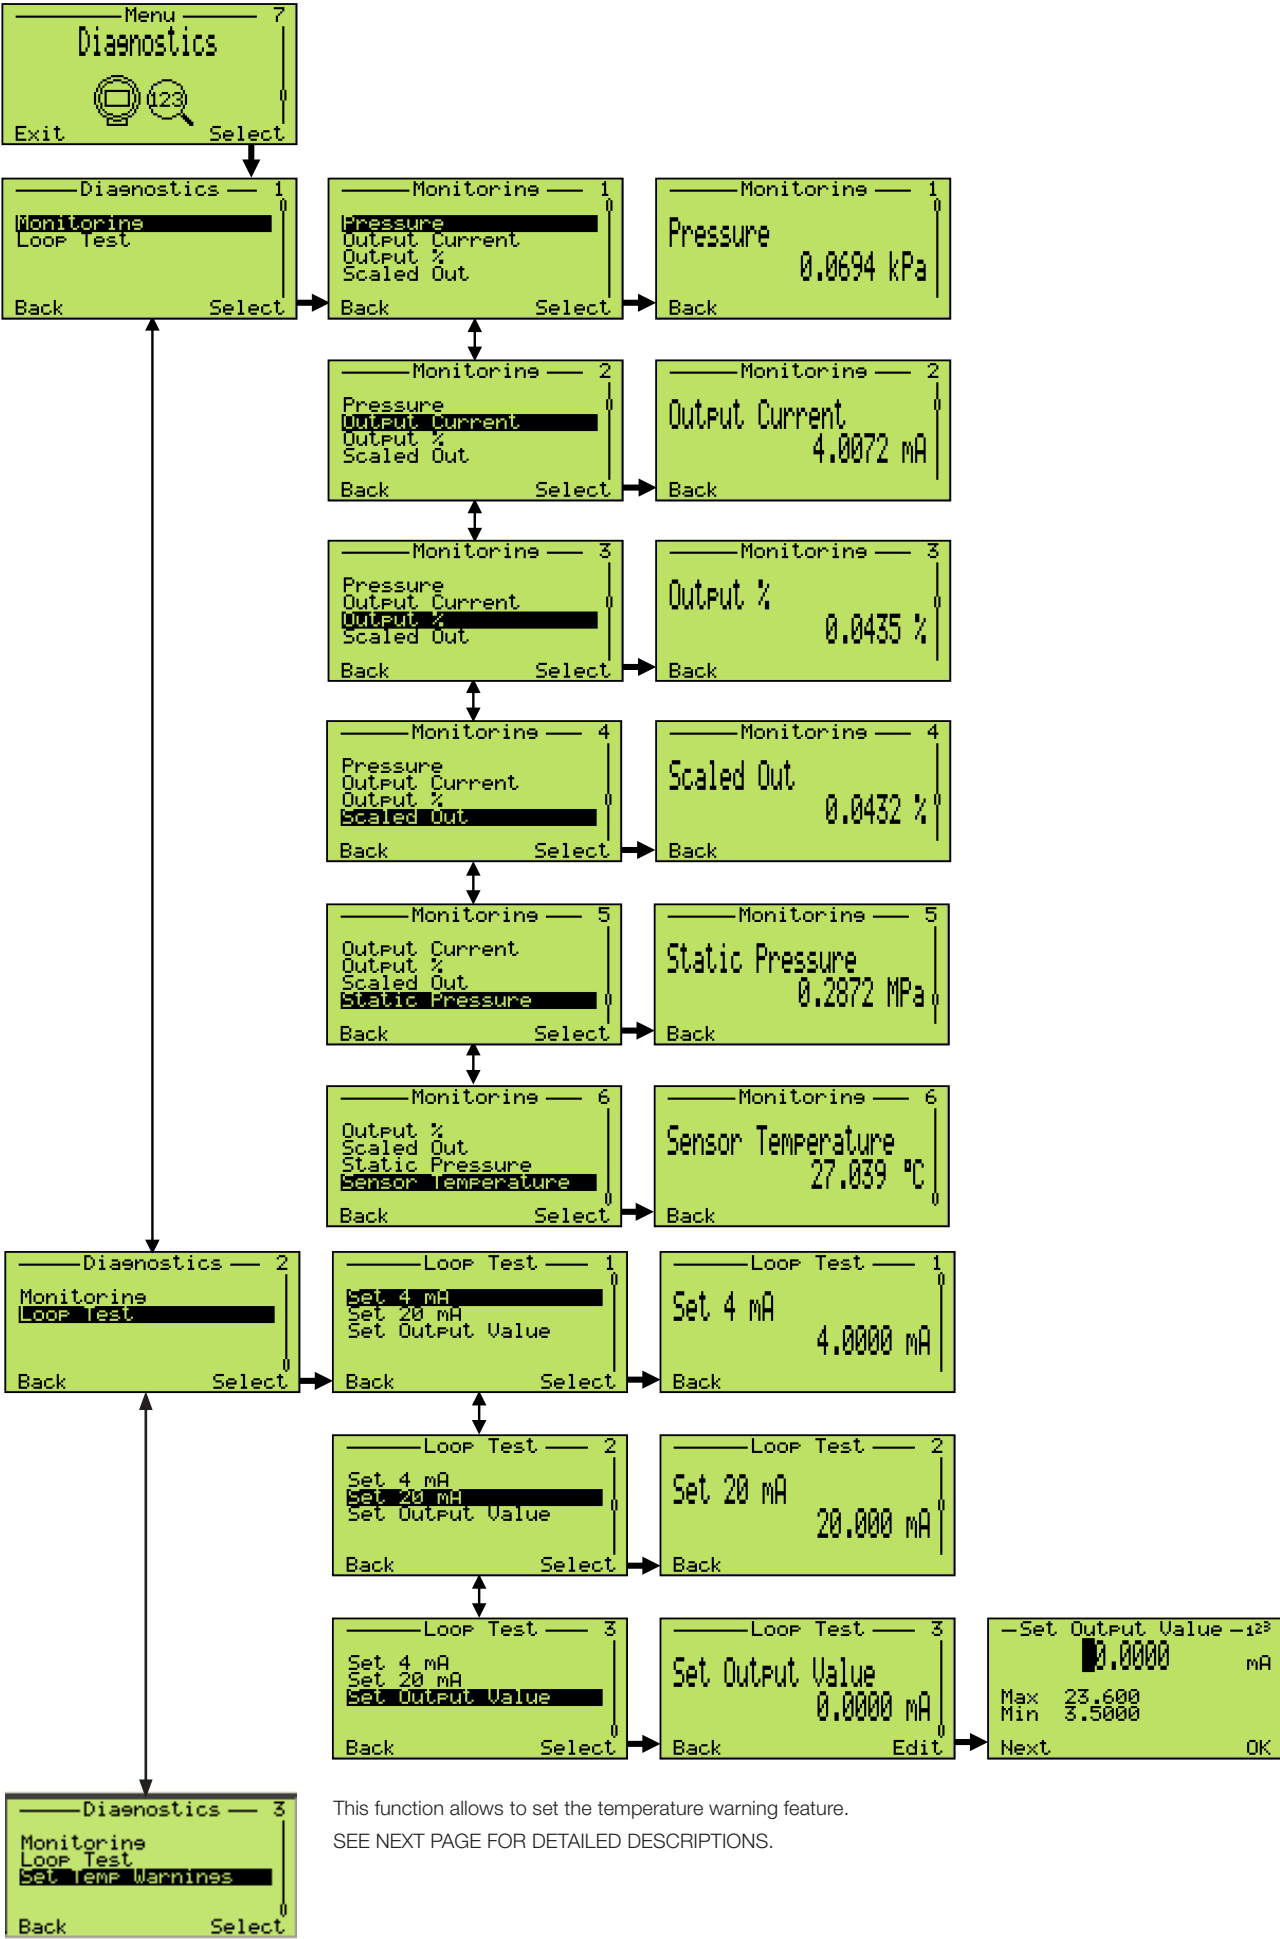 Menu 7
Diagnostics
123
Exit Select
Diagnostics 1
Monitoring
Loop Test
Back Select
Monitoring 1
Pressure
Output Current
Output %
Scaled Out
Back Select
Monitoring 1
Pressure
0.0694 kPa
Back
Monitoring 2
Pressure
Output Current
Output %
Scaled Out
Back Select
Monitoring 2
Output Current
4.0072 mA
Back
Monitoring 3
Pressure
Output Current
Output %
Scaled Out
Back Select
Monitoring 3
Output %
0.0435 %
Back
Monitoring 4
Pressure
Output Current
Output %
Scaled Out
Back Select
Monitoring 4
Scaled Out
0.0432 %
Back
Monitoring 5
Output Current
Output %
Scaled Out
Static Pressure
Back Select
Monitoring 5
Static Pressure
0.2872 MPa
Back
Monitoring 6
Output %
Scaled Out
Static Pressure
Sensor Temperature
Back Select
Monitoring 6
Sensor Temperature
27.039 °C
Back
Diagnostics 2
Monitoring
Loop Test
Back Select
Loop Test 1
Set 4 mA
Set 20 mA
Set Output Value
Back Select
Loop Test 1
Set 4 mA
4.0000 mA
Back
Loop Test 2
Set 4 mA
Set 20 mA
Set Output Value
Back Select
Loop Test 2
Set 20 mA
20.000 mA
Back
Loop Test 3
Set 4 mA
Set 20 mA
Set Output Value
Back Select
Loop Test 3
Set Output Value
0.0000 mA
Back Edit
Set Output Value 123
0.0000 mA
Max 23.600
Min 3.5000
Next OK
Diagnostics 3
Monitoring
Loop Test
Set Temp Warnings
Back Select
This function allows to set the temperature warning feature.
SEE NEXT PAGE FOR DETAILED DESCRIPTIONS.